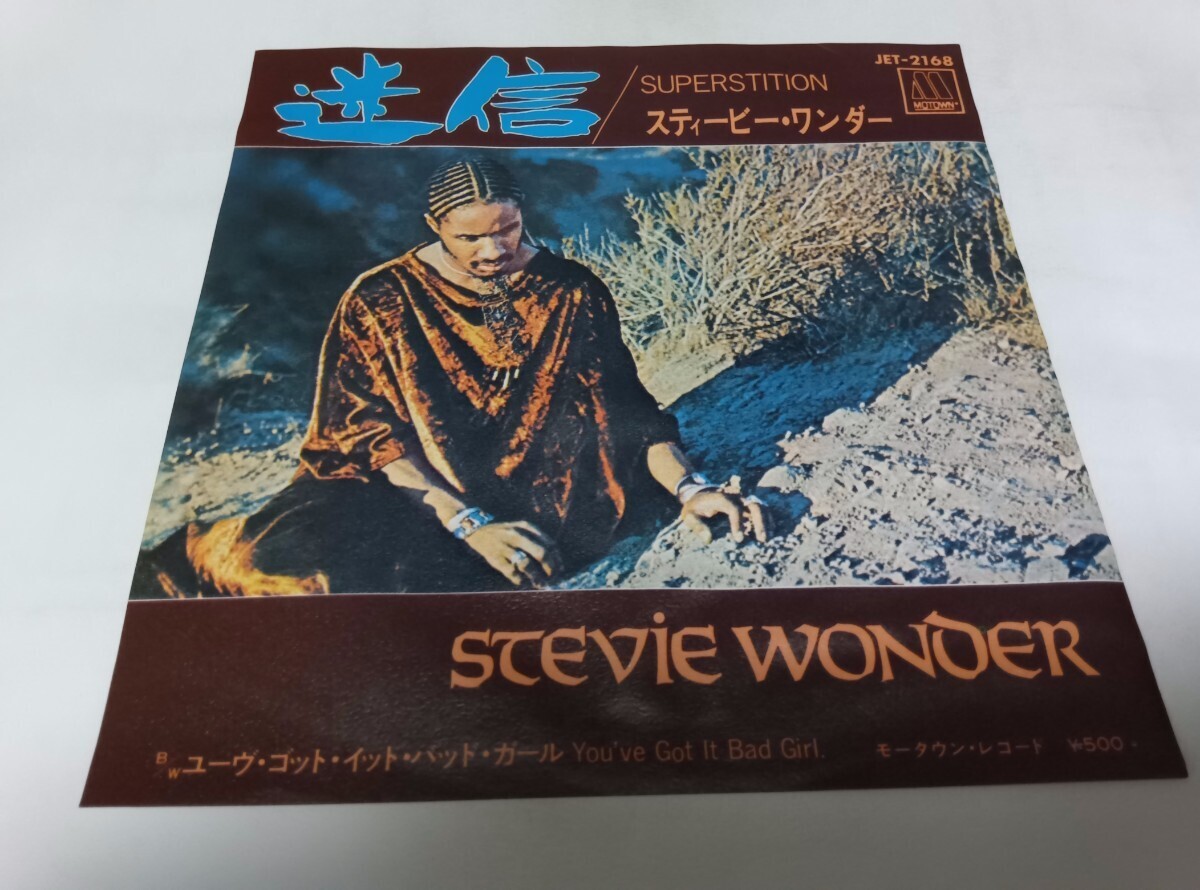 迷信/SUPERSTITION
スティービー・ワンダー
JET-2168
MOTOWN
STEVIE WONDER
B/W ユーヴ・ゴット・イット・バッド・ガール You've Got It Bad Girl. モータウン・レコード ¥500